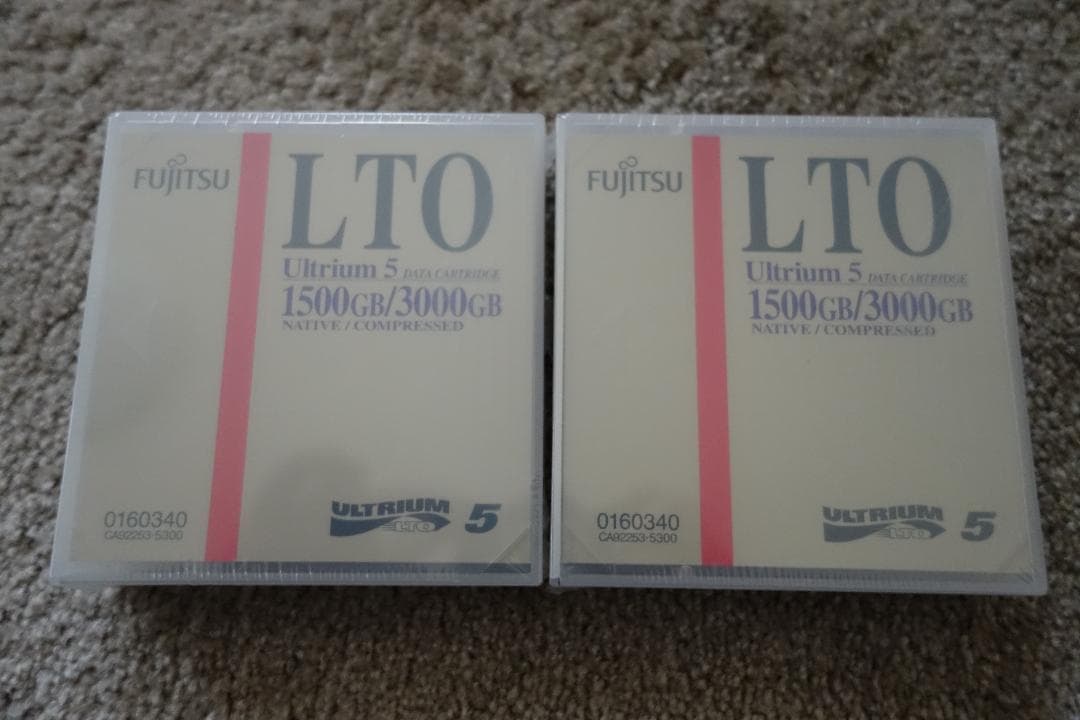 FUJITSU
LTO
Ultrium 5 DATA CARTRIDGE
1500GB/3000GB
NATIVE / COMPRESSED
0160340
CA92253-5300
ULTRIUM
LTO
5
FUJITSU
LTO
Ultrium 5 DATA CARTRIDGE
1500GB/3000GB
NATIVE / COMPRESSED
0160340
CA92253-5300
ULTRIUM
LTO
5